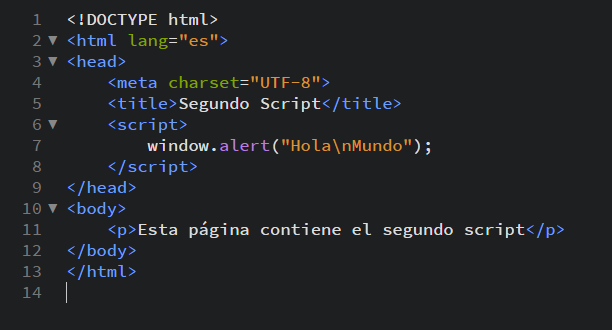 1 <!DOCTYPE html>
2 <html lang="es">
3 <head>
4 <meta charset="UTF-8">
5 <title>Segundo Script</title>
6 <script>
7 window.alert("Hola\nMundo");
8 </script>
9 </head>
10 <body>
11 <p>Esta página contiene el segundo script</p>
12 </body>
13 </html>
14